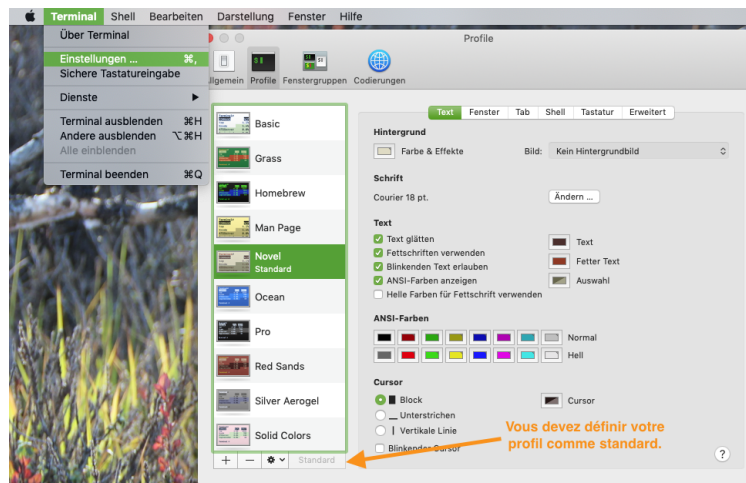 Terminal Shell Bearbeiten Darstellung Fenster Hilfe
Über Terminal
Einstellungen ... ⌘,
Sichere Tastatureingabe
Dienste ▶
Terminal ausblenden ⌘H
Andere ausblenden ⌥⌘H
Alle einblenden
Terminal beenden ⌘Q
Profile
Allgemein Profile Fenstergruppen Codierungen
Basic
Grass
Homebrew
Man Page
Novel
Standard
Ocean
Pro
Red Sands
Silver Aerogel
Solid Colors
+ − Standard
Text Fenster Tab Shell Tastatur Erweitert
Hintergrund
Farbe & Effekte Bild: Kein Hintergrundbild
Schrift
Courier 18 pt. Ändern ...
Text
Text glätten Text
Fettschriften verwenden Fetter Text
Blinkenden Text erlauben
ANSI-Farben anzeigen Auswahl
Helle Farben für Fettschrift verwenden
ANSI-Farben
Normal
Hell
Cursor
Block Cursor
_ Unterstrichen
| Vertikale Linie
Blinkender Cursor
Vous devez définir votre
profil comme standard.
?